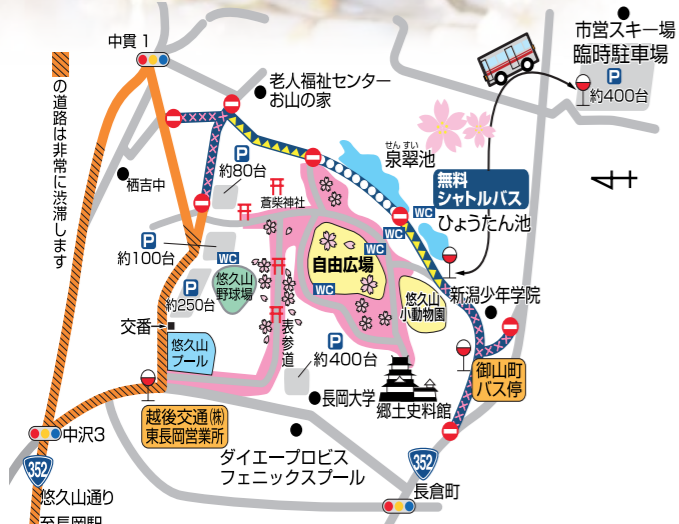 中貫1
市営スキー場
臨時駐車場
P
約400台
の道路は非常に渋滞します
老人福祉センター
お山の家
せんすい
泉翠池
無料
シャトルバス
ひょうたん池
WC
WC
WC
WC
WC
栖吉中
P
約80台
蒼柴神社
P
約100台
P
約250台
悠久山
野球場
自由広場
悠久山
小動物園
新潟少年学院
交番
悠久山
プール
表参道
P
約400台
御山町
バス停
越後交通㈱
東長岡営業所
長岡大学
郷土史料館
中沢3
352
悠久山通り
至長岡駅
ダイエープロビス
フェニックスプール
352
長倉町